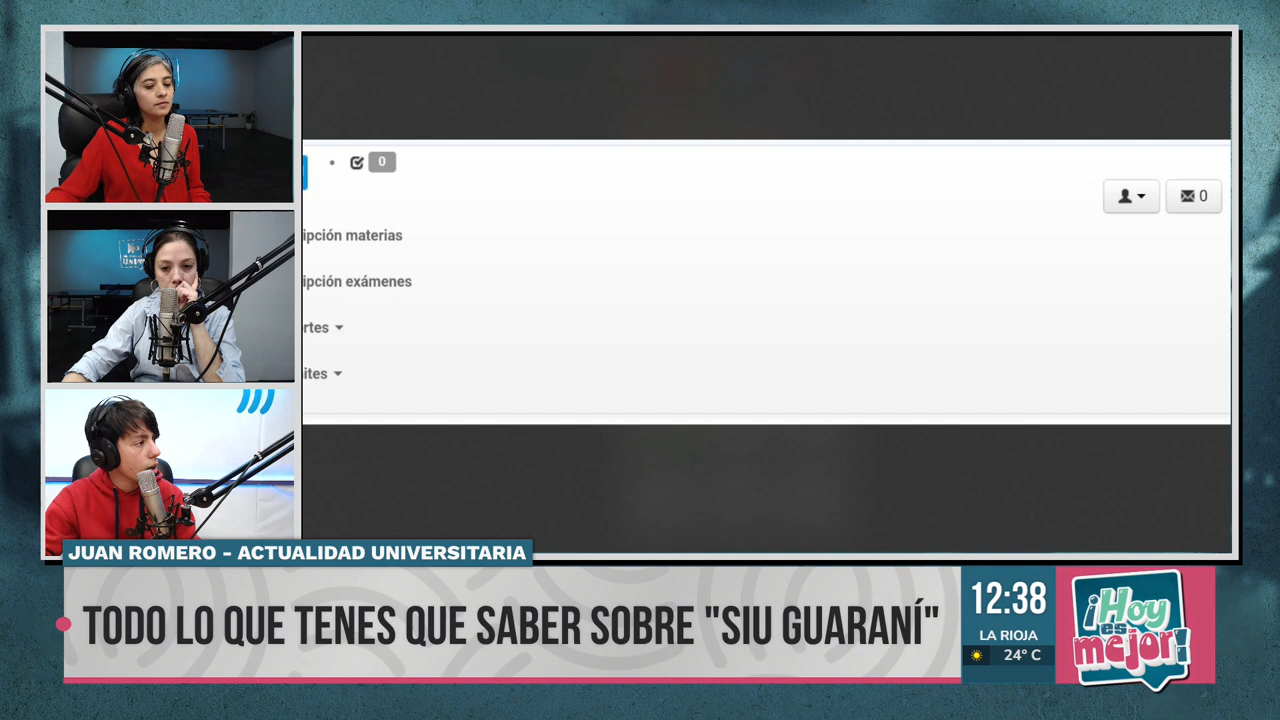 0
0
ipción materias
ipción exámenes
rtes
ites
JUAN ROMERO - ACTUALIDAD UNIVERSITARIA
TODO LO QUE TENES QUE SABER SOBRE "SIU GUARANÍ"
12:38
LA RIOJA
24° C
¡Hoy
es
mejor!